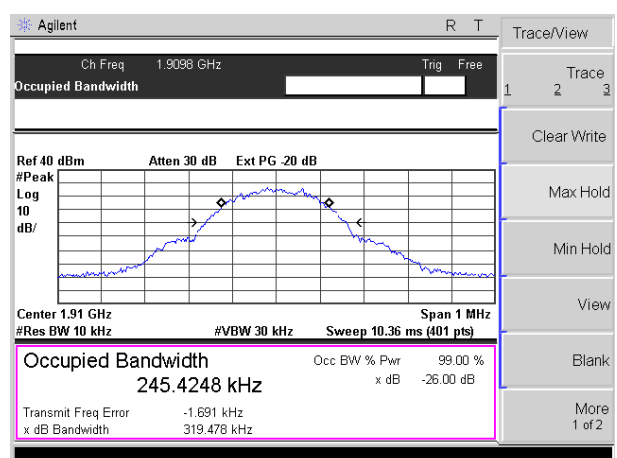 Agilent R T
Trace/View
Ch Freq 1.9098 GHz Trig Free
Occupied Bandwidth
Trace
1 2 3
Clear Write
Ref 40 dBm Atten 30 dB Ext PG -20 dB
#Peak
Log
10
dB/
Max Hold
Min Hold
View
Center 1.91 GHz Span 1 MHz
#Res BW 10 kHz #VBW 30 kHz Sweep 10.36 ms (401 pts)
Occupied Bandwidth Occ BW % Pwr 99.00 %
245.4248 kHz x dB -26.00 dB
Blank
Transmit Freq Error -1.691 kHz
x dB Bandwidth 319.478 kHz
More
1 of 2